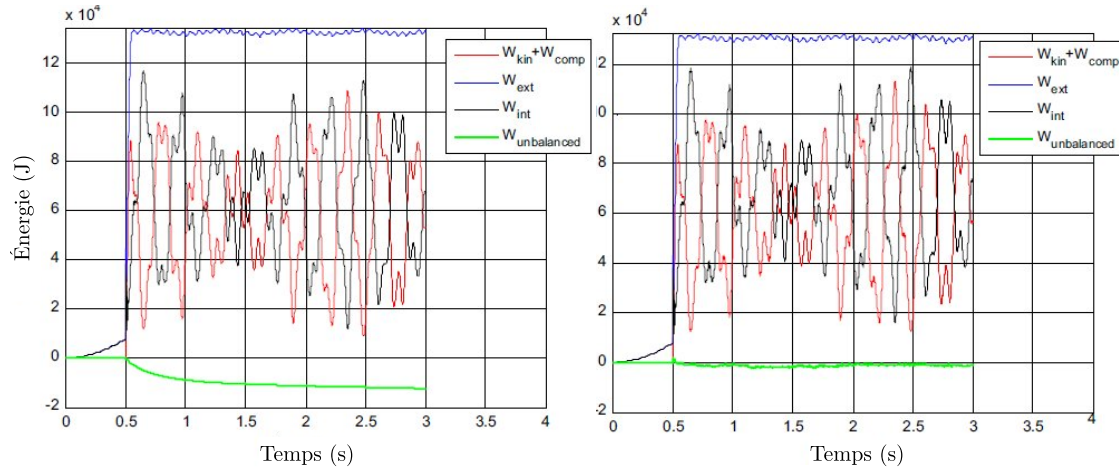 x 10⁴
12
10
8
6
4
2
0
-2
0
0.5
1
1.5
2
2.5
3
3.5
4
Énergie (J)
Temps (s)
W_kin+W_comp
W_ext
W_int
W_unbalanced
x 10⁴
12
10
8
6
4
2
0
-2
0
0.5
1
1.5
2
2.5
3
3.5
4
Temps (s)
W_kin+W_comp
W_ext
W_int
W_unbalanced